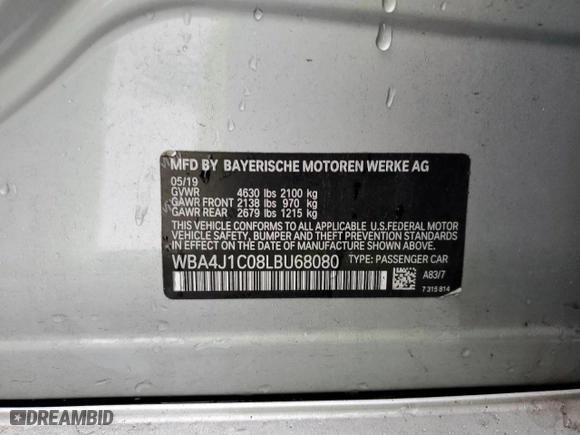 MFD BY BAYERISCHE MOTOREN WERKE AG
05/19
GVWR 4630 lbs 2100 kg
GAWR FRONT 2138 lbs 970 kg
GAWR REAR 2679 lbs 1215 kg
THIS VEHICLE CONFORMS TO ALL APPLICABLE U.S.FEDERAL MOTOR
VEHICLE SAFETY, BUMPER AND THEFT PREVENTION STANDARDS IN
EFFECT ON THE DATE OF MANUFACTURE SHOWN ABOVE.
WBA4J1C08LBU68080 TYPE: PASSENGER CAR
A83/7
7 315 814
DREAMBID